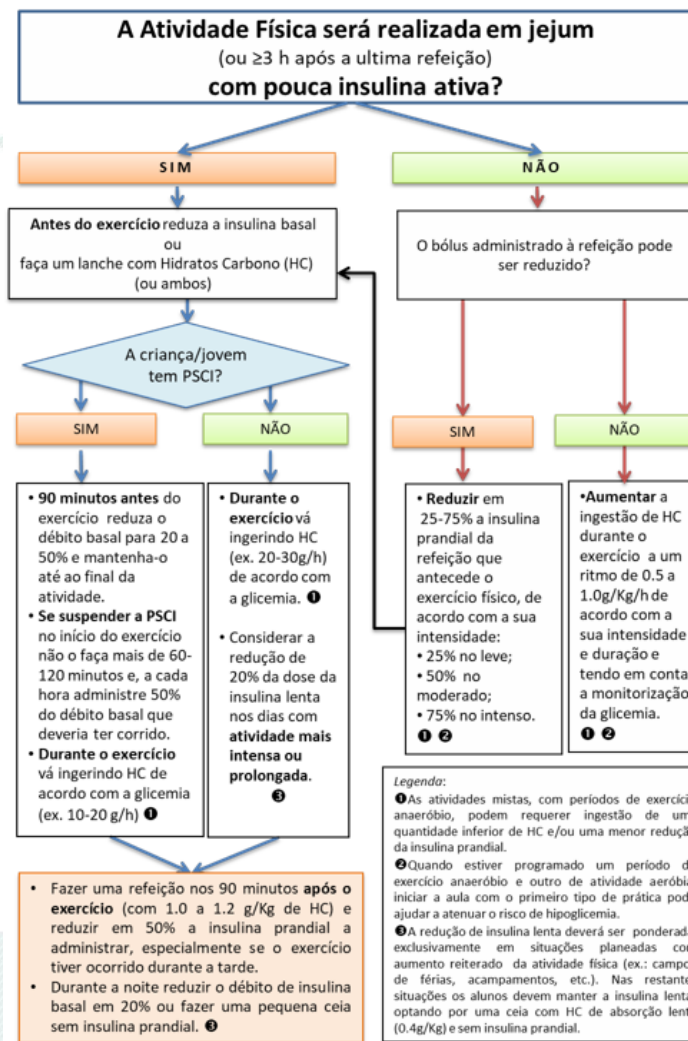 A Atividade Física será realizada em jejum
(ou ≥3 h após a ultima refeição)
com pouca insulina ativa?
SIM
NÃO
Antes do exercício reduza a insulina basal
ou
faça um lanche com Hidratos Carbono (HC)
(ou ambos)
O bólus administrado à refeição pode
ser reduzido?
A criança/jovem
tem PSCI?
SIM
NÃO
SIM
NÃO
• 90 minutos antes do
exercício reduza o
débito basal para 20 a
50% e mantenha-o
até ao final da
atividade.
• Se suspender a PSCI
no início do exercício
não o faça mais de 60-
120 minutos e, a cada
hora administre 50%
do débito basal que
deveria ter corrido.
• Durante o exercício
vá ingerindo HC de
acordo com a glicemia
(ex. 10-20 g/h) ❶
• Durante o
exercício vá
ingerindo HC
(ex. 20-30g/h)
de acordo com
a glicemia. ❶
• Considerar a
redução de
20% da dose da
insulina lenta
nos dias com
atividade mais
intensa ou
prolongada.
❸
• Reduzir em
25-75% a insulina
prandial da
refeição que
antecede o
exercício físico, de
acordo com a sua
intensidade:
• 25% no leve;
• 50% no
moderado;
• 75% no intenso.
❶ ❷
•Aumentar a
ingestão de HC
durante o
exercício a um
ritmo de 0.5 a
1.0g/Kg/h de
acordo com a
sua intensidade
e duração e
tendo em conta
a monitorização
da glicemia.
❶ ❷
• Fazer uma refeição nos 90 minutos após o
exercício (com 1.0 a 1.2 g/Kg de HC) e
reduzir em 50% a insulina prandial a
administrar, especialmente se o exercício
tiver ocorrido durante a tarde.
• Durante a noite reduzir o débito de insulina
basal em 20% ou fazer uma pequena ceia
sem insulina prandial. ❸
Legenda:
❶As atividades mistas, com períodos de exercíci
anaeróbio, podem requerer ingestão de um
quantidade inferior de HC e/ou uma menor reduçã
da insulina prandial.
❷Quando estiver programado um período d
exercício anaeróbio e outro de atividade aeróbia
iniciar a aula com o primeiro tipo de prática pod
ajudar a atenuar o risco de hipoglicemia.
❸A redução de insulina lenta deverá ser ponderad
exclusivamente em situações planeadas co
aumento reiterado da atividade física (ex.: campo
de férias, acampamentos, etc.). Nas restante
situações os alunos devem manter a insulina lenta
optando por uma ceia com HC de absorção lent
(0.4g/Kg) e sem insulina prandial.